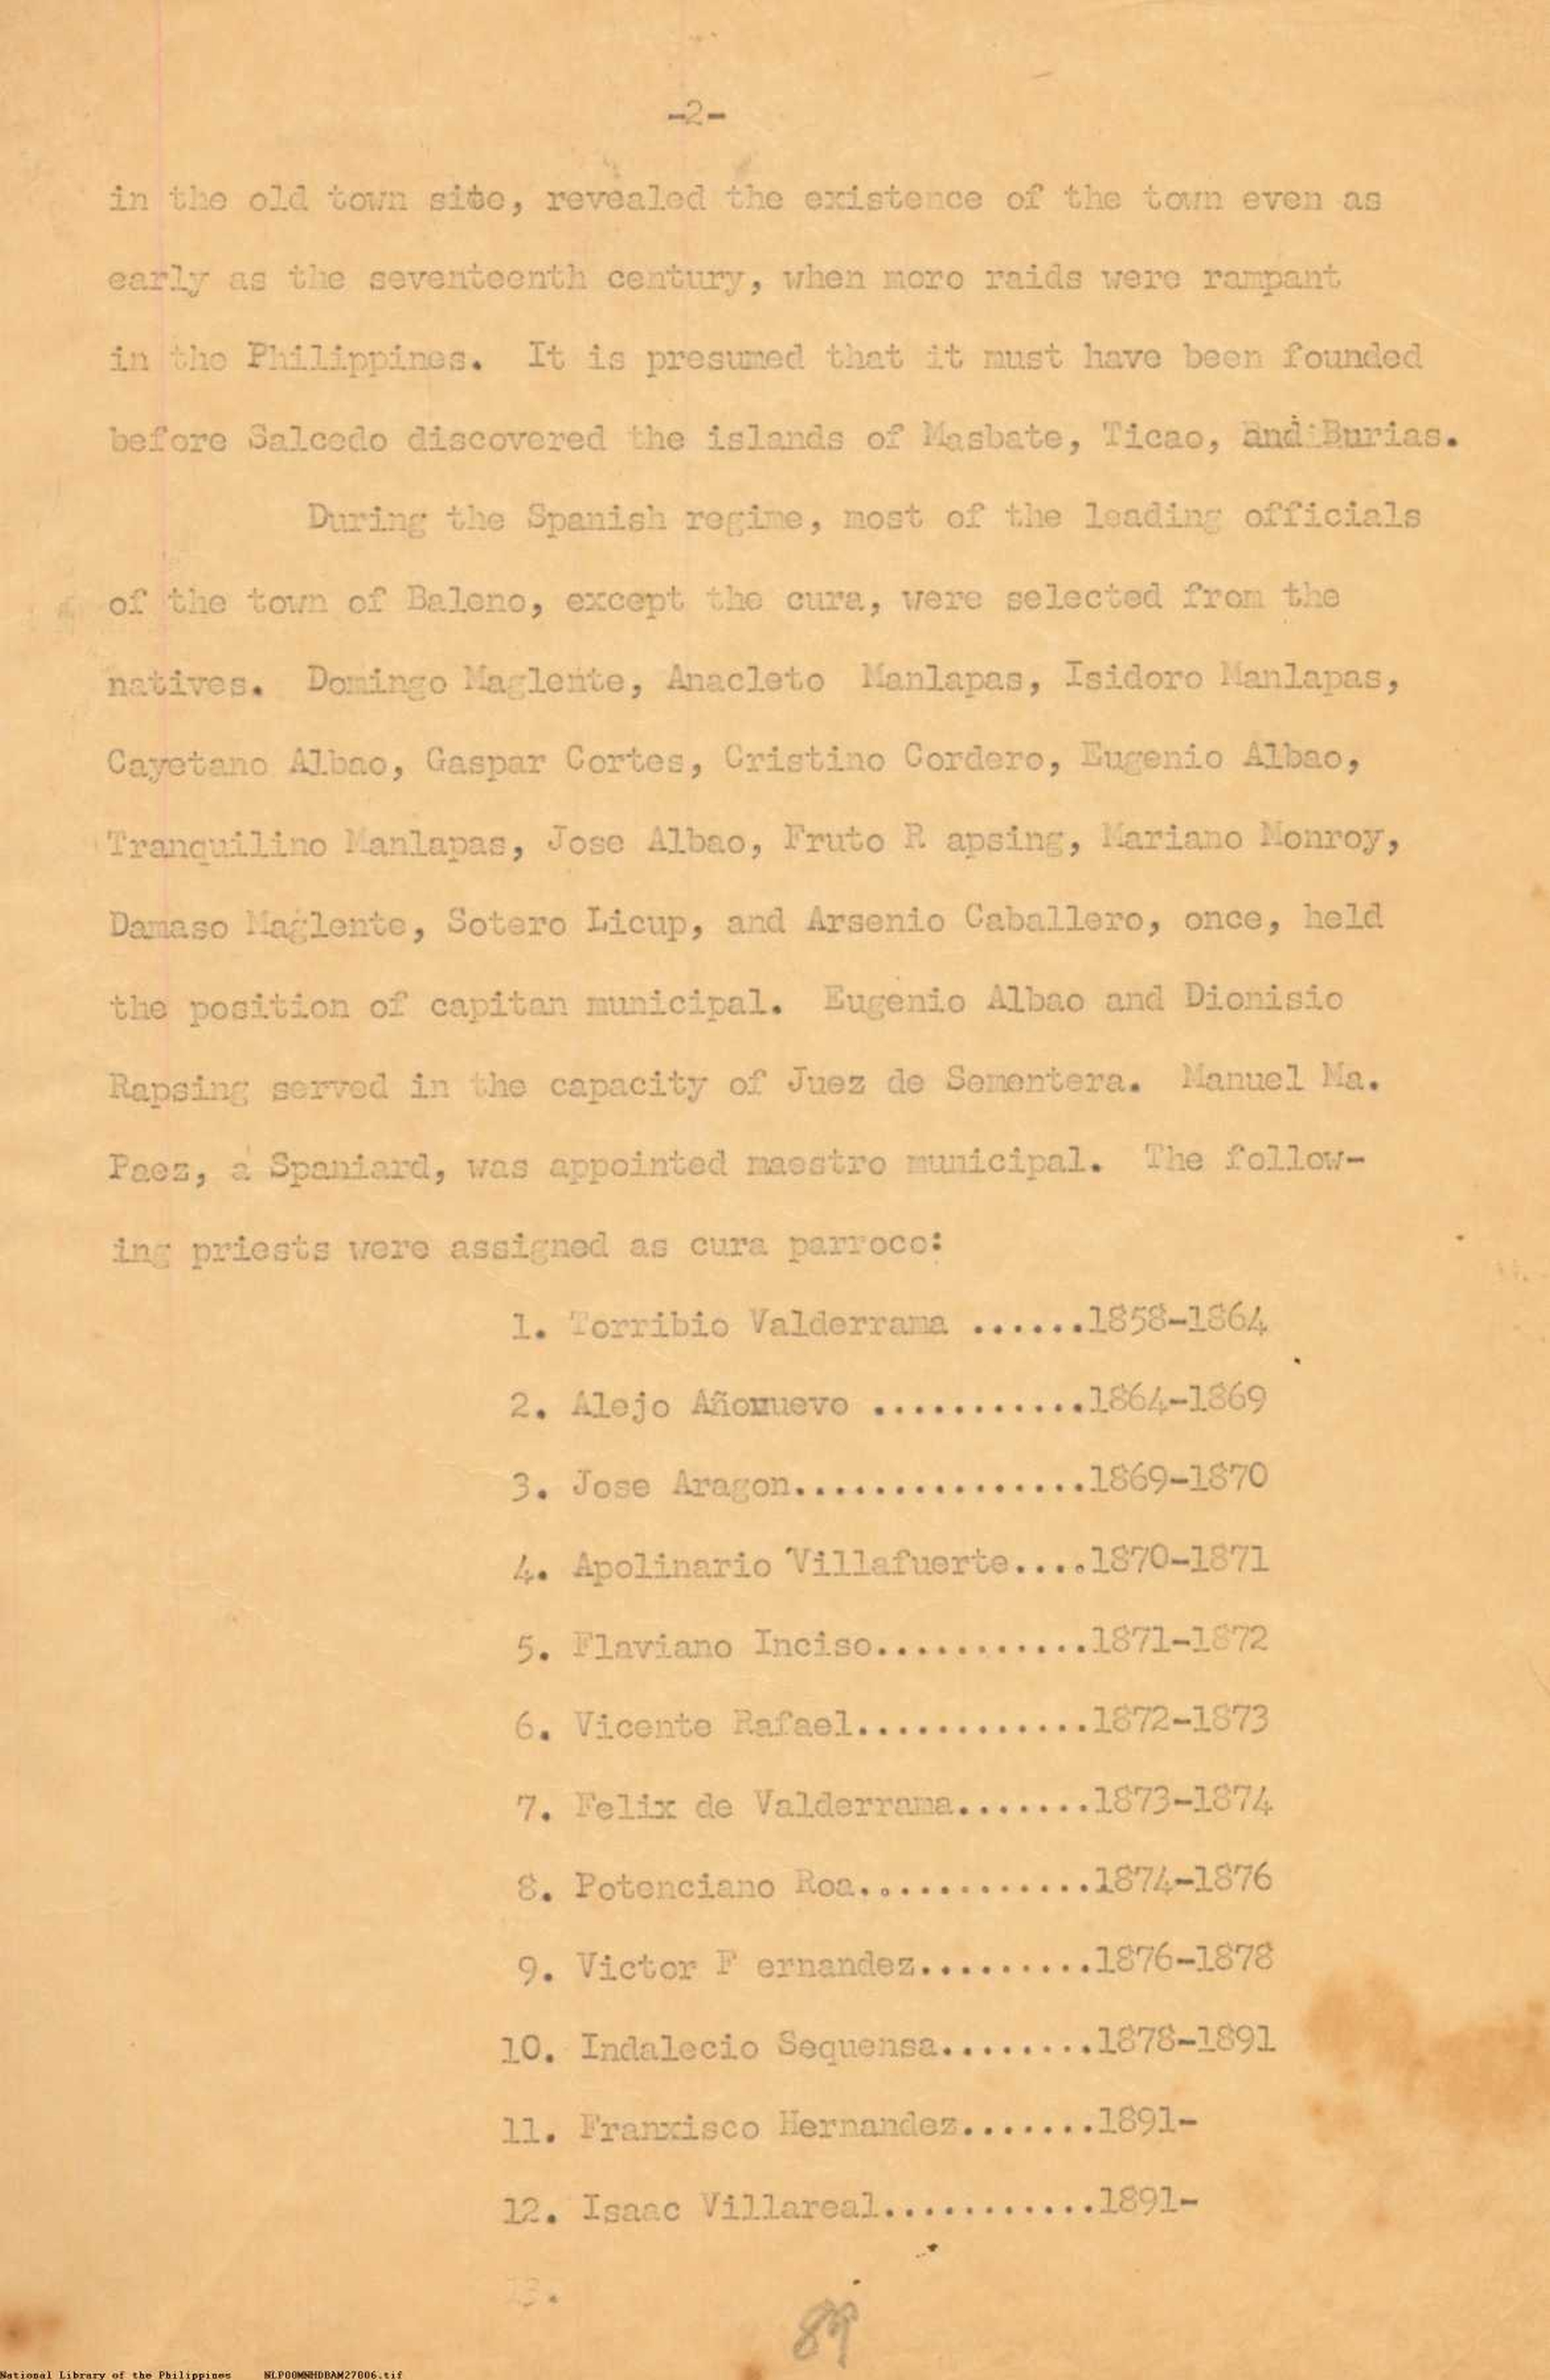 -2-
in the old town site, revealed the existence of the town even as
early as the seventeenth century, when moro raids were rampant
in the Philippines. It is presumed that it must have been founded
before Salcedo discovered the islands of Masbate, Ticao, and Burias.
During the Spanish regime, most of the leading officials
of the town of Baleno, except the cura, were selected from the
natives. Domingo Maglente, Anacleto Manlapas, Isidoro Manlapas,
Cayetano Albao, Gaspar Cortes, Cristino Cordero, Eugenio Albao,
Tranquilino Manlapas, Jose Albao, Fruto R apsing, Mariano Monroy,
Damaso Maglente, Sotero Licup, and Arsenio Caballero, once, held
the position of capitan municipal. Eugenio Albao and Dionisio
Rapsing served in the capacity of Juez de Sementera. Manuel Ma.
Paez, a Spaniard, was appointed maestro municipal. The follow-
ing priests were assigned as cura parroco:
1. Torribio Valderrama ......1858-1864
2. Alejo Añonuevo ...........1864-1869
3. Jose Aragon...............1869-1870
4. Apolinario Villafuerte....1870-1871
5. Flaviano Inciso...........1871-1872
6. Vicente Rafael............1872-1873
7. Felix de Valderrama.......1873-1874
8. Potenciano Roa............1874-1876
9. Victor F ernandez.........1876-1878
10. Indalecio Sequensa........1878-1891
11. Franxisco Hernandez.......1891-
12. Isaac Villareal...........1891-
13.
89
National Library of the Philippines NLP00MNHDBAM27006.tif